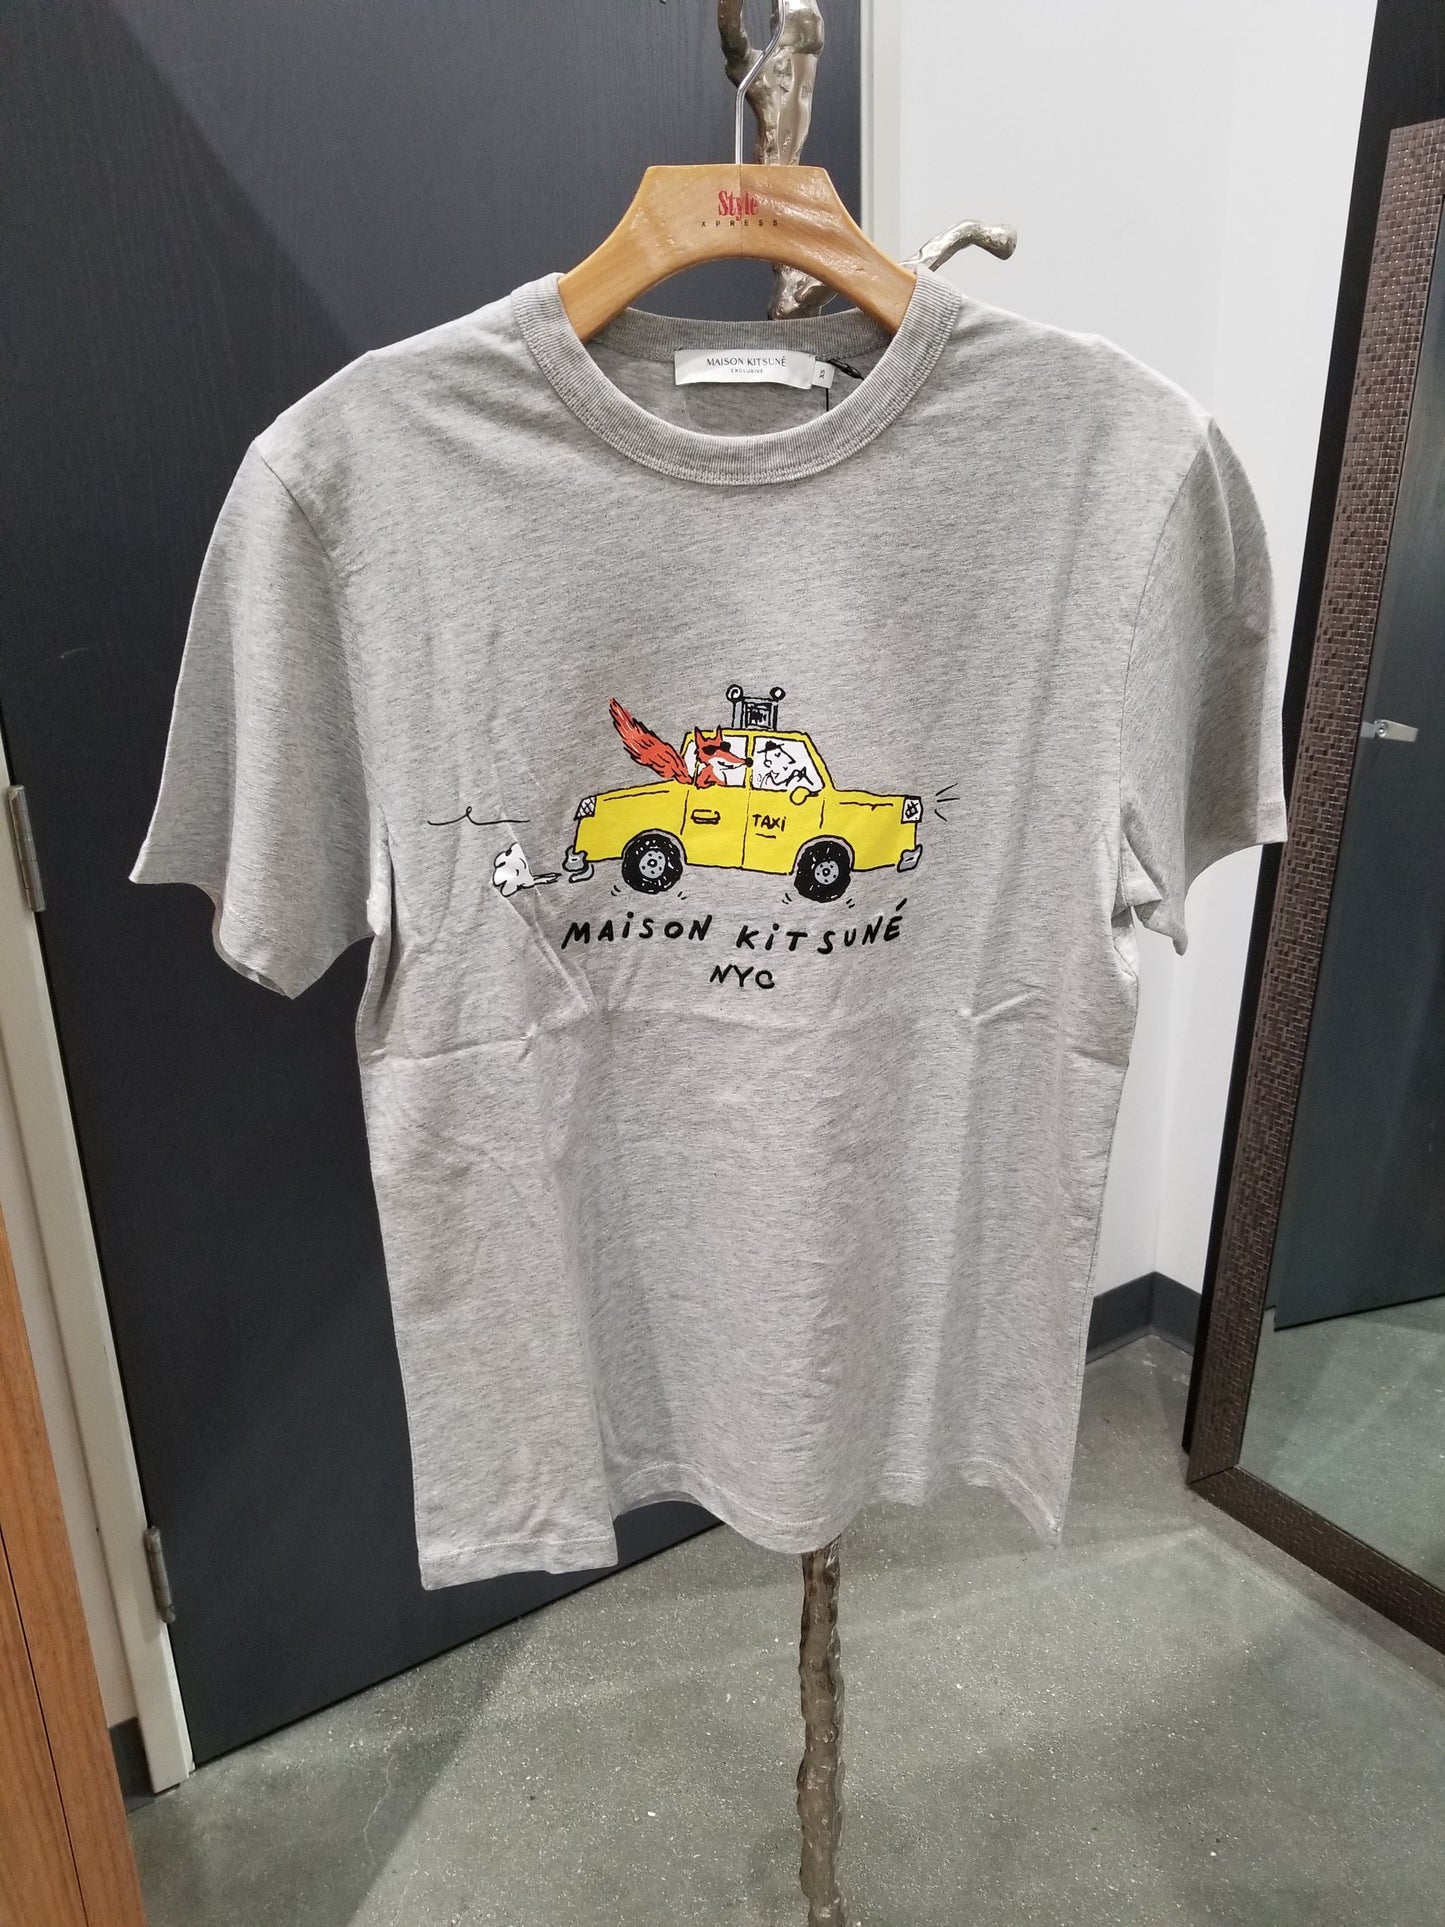 Style
XPRESS
MAISON KITSUNÉ
EXCLUSIVE
XS
TAXi
MAiSON KiTSUNÉ
NYC